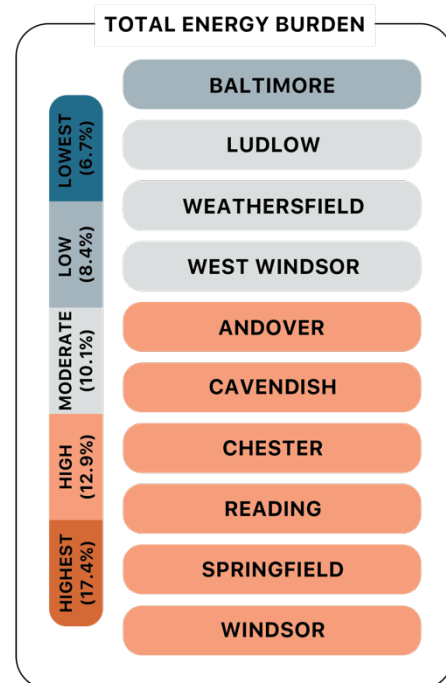 TOTAL ENERGY BURDEN
LOWEST
(6.7%)
LOW
(8.4%)
MODERATE
(10.1%)
HIGH
(12.9%)
HIGHEST
(17.4%)
BALTIMORE
LUDLOW
WEATHERSFIELD
WEST WINDSOR
ANDOVER
CAVENDISH
CHESTER
READING
SPRINGFIELD
WINDSOR